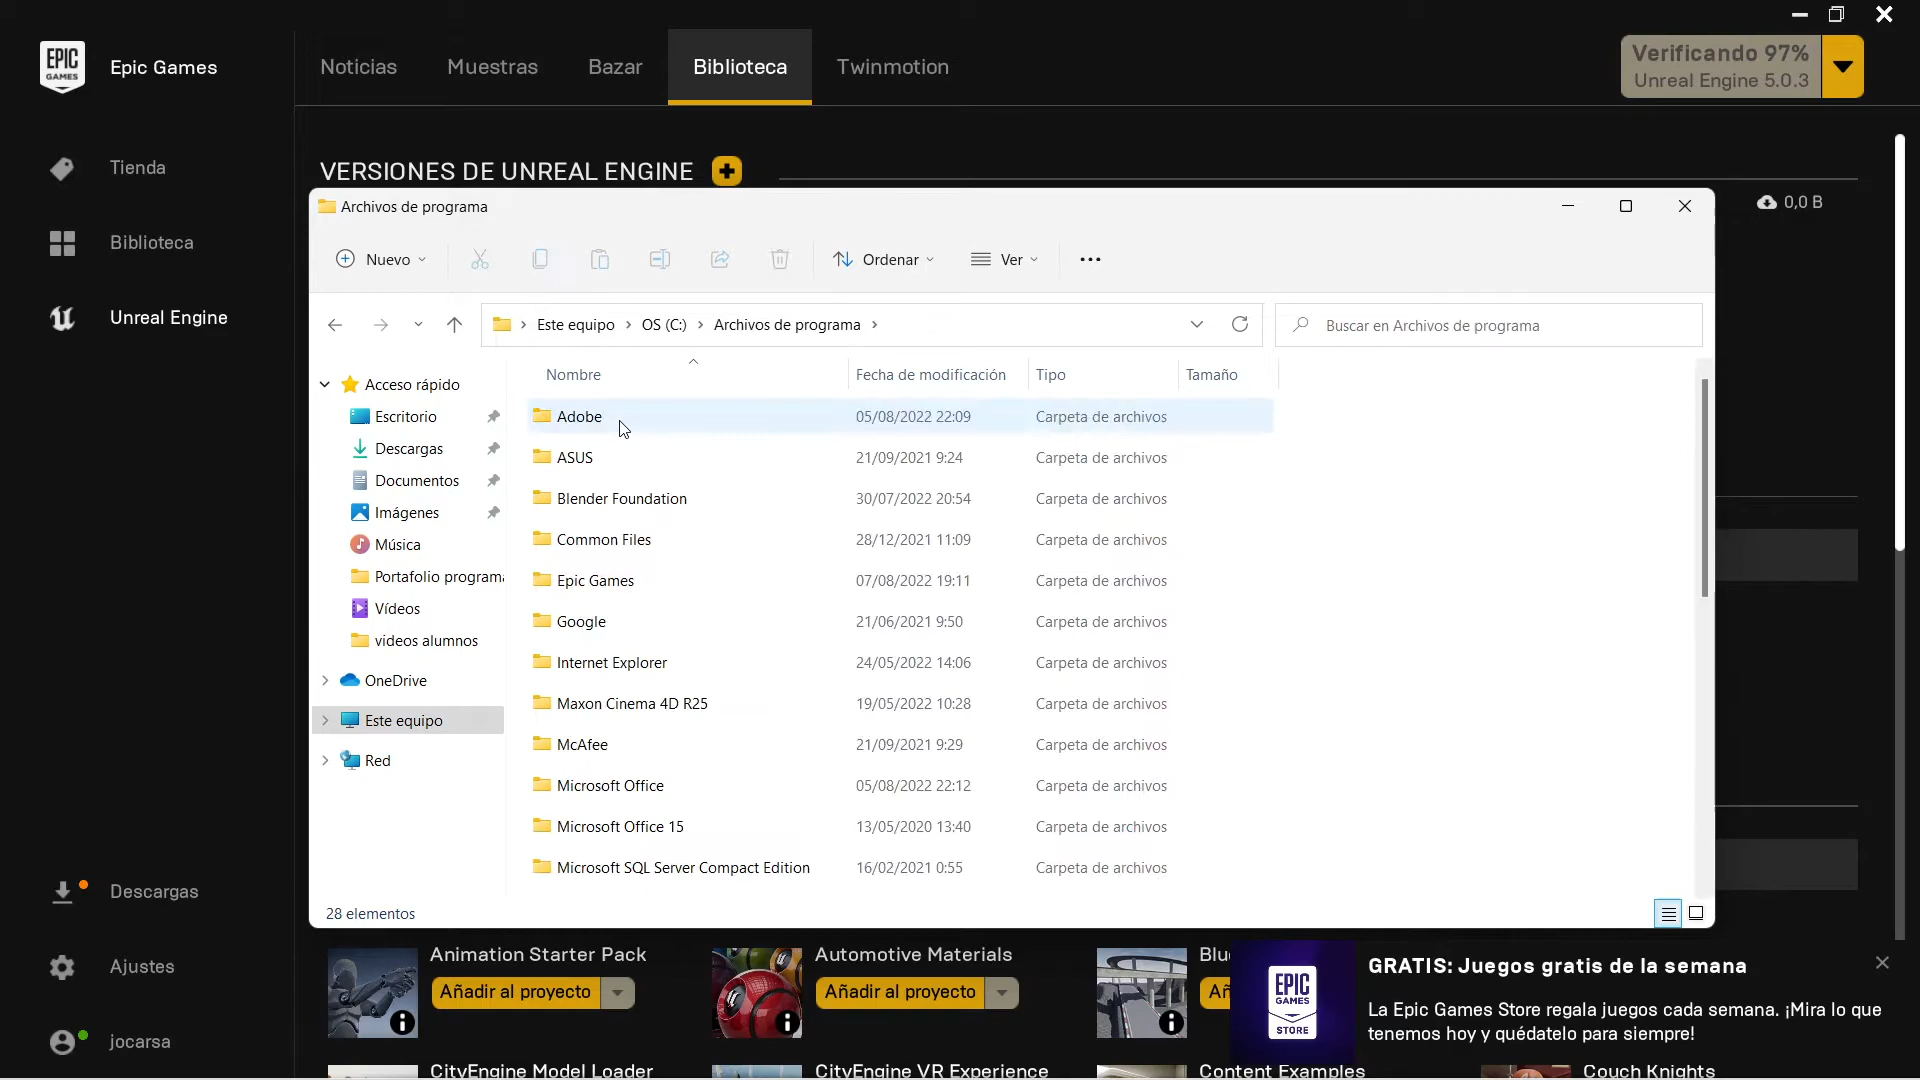 EPIC GAMES
Epic Games
Noticias
Muestras
Bazar
Biblioteca
Twinmotion
Verificando 97%
Unreal Engine 5.0.3
Tienda
Biblioteca
Unreal Engine
Descargas
Ajustes
jocarsa
VERSIONES DE UNREAL ENGINE
0,0 B
Archivos de programa
Nuevo
Ordenar
Ver
Este equipo
OS (C:)
Archivos de programa
Buscar en Archivos de programa
Acceso rápido
Escritorio
Descargas
Documentos
Imágenes
Música
Portafolio program
Vídeos
videos alumnos
OneDrive
Este equipo
Red
Nombre Fecha de modificación Tipo Tamaño
Adobe 05/08/2022 22:09 Carpeta de archivos
ASUS 21/09/2021 9:24 Carpeta de archivos
Blender Foundation 30/07/2022 20:54 Carpeta de archivos
Common Files 28/12/2021 11:09 Carpeta de archivos
Epic Games 07/08/2022 19:11 Carpeta de archivos
Google 21/06/2021 9:50 Carpeta de archivos
Internet Explorer 24/05/2022 14:06 Carpeta de archivos
Maxon Cinema 4D R25 19/05/2022 10:28 Carpeta de archivos
McAfee 21/09/2021 9:29 Carpeta de archivos
Microsoft Office 05/08/2022 22:12 Carpeta de archivos
Microsoft Office 15 13/05/2020 13:40 Carpeta de archivos
Microsoft SQL Server Compact Edition 16/02/2021 0:55 Carpeta de archivos
28 elementos
Animation Starter Pack
Añadir al proyecto
Automotive Materials
Añadir al proyecto
Blu
Añ
EPIC GAMES STORE
GRATIS: Juegos gratis de la semana
La Epic Games Store regala juegos cada semana. ¡Mira lo que
tenemos hoy y quédatelo para siempre!
CityEngine Model Loader
CityEngine VR Experience
Content Examples
Couch Knights